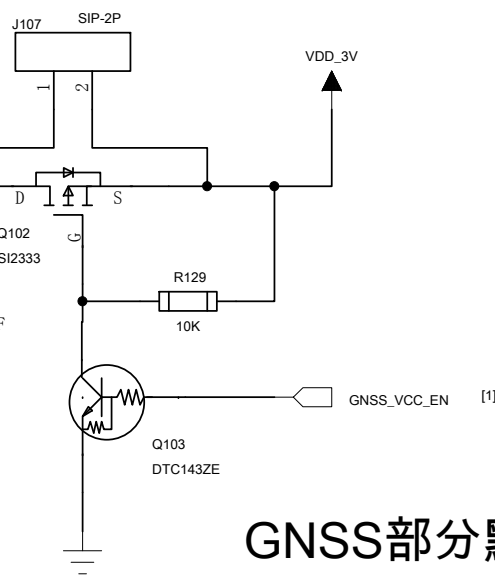 J107
SIP-2P
1
2
VDD_3V
D
S
G
Q102
SI2333
R129
10K
GNSS_VCC_EN
[1]
Q103
DTC143ZE
GNSS部分